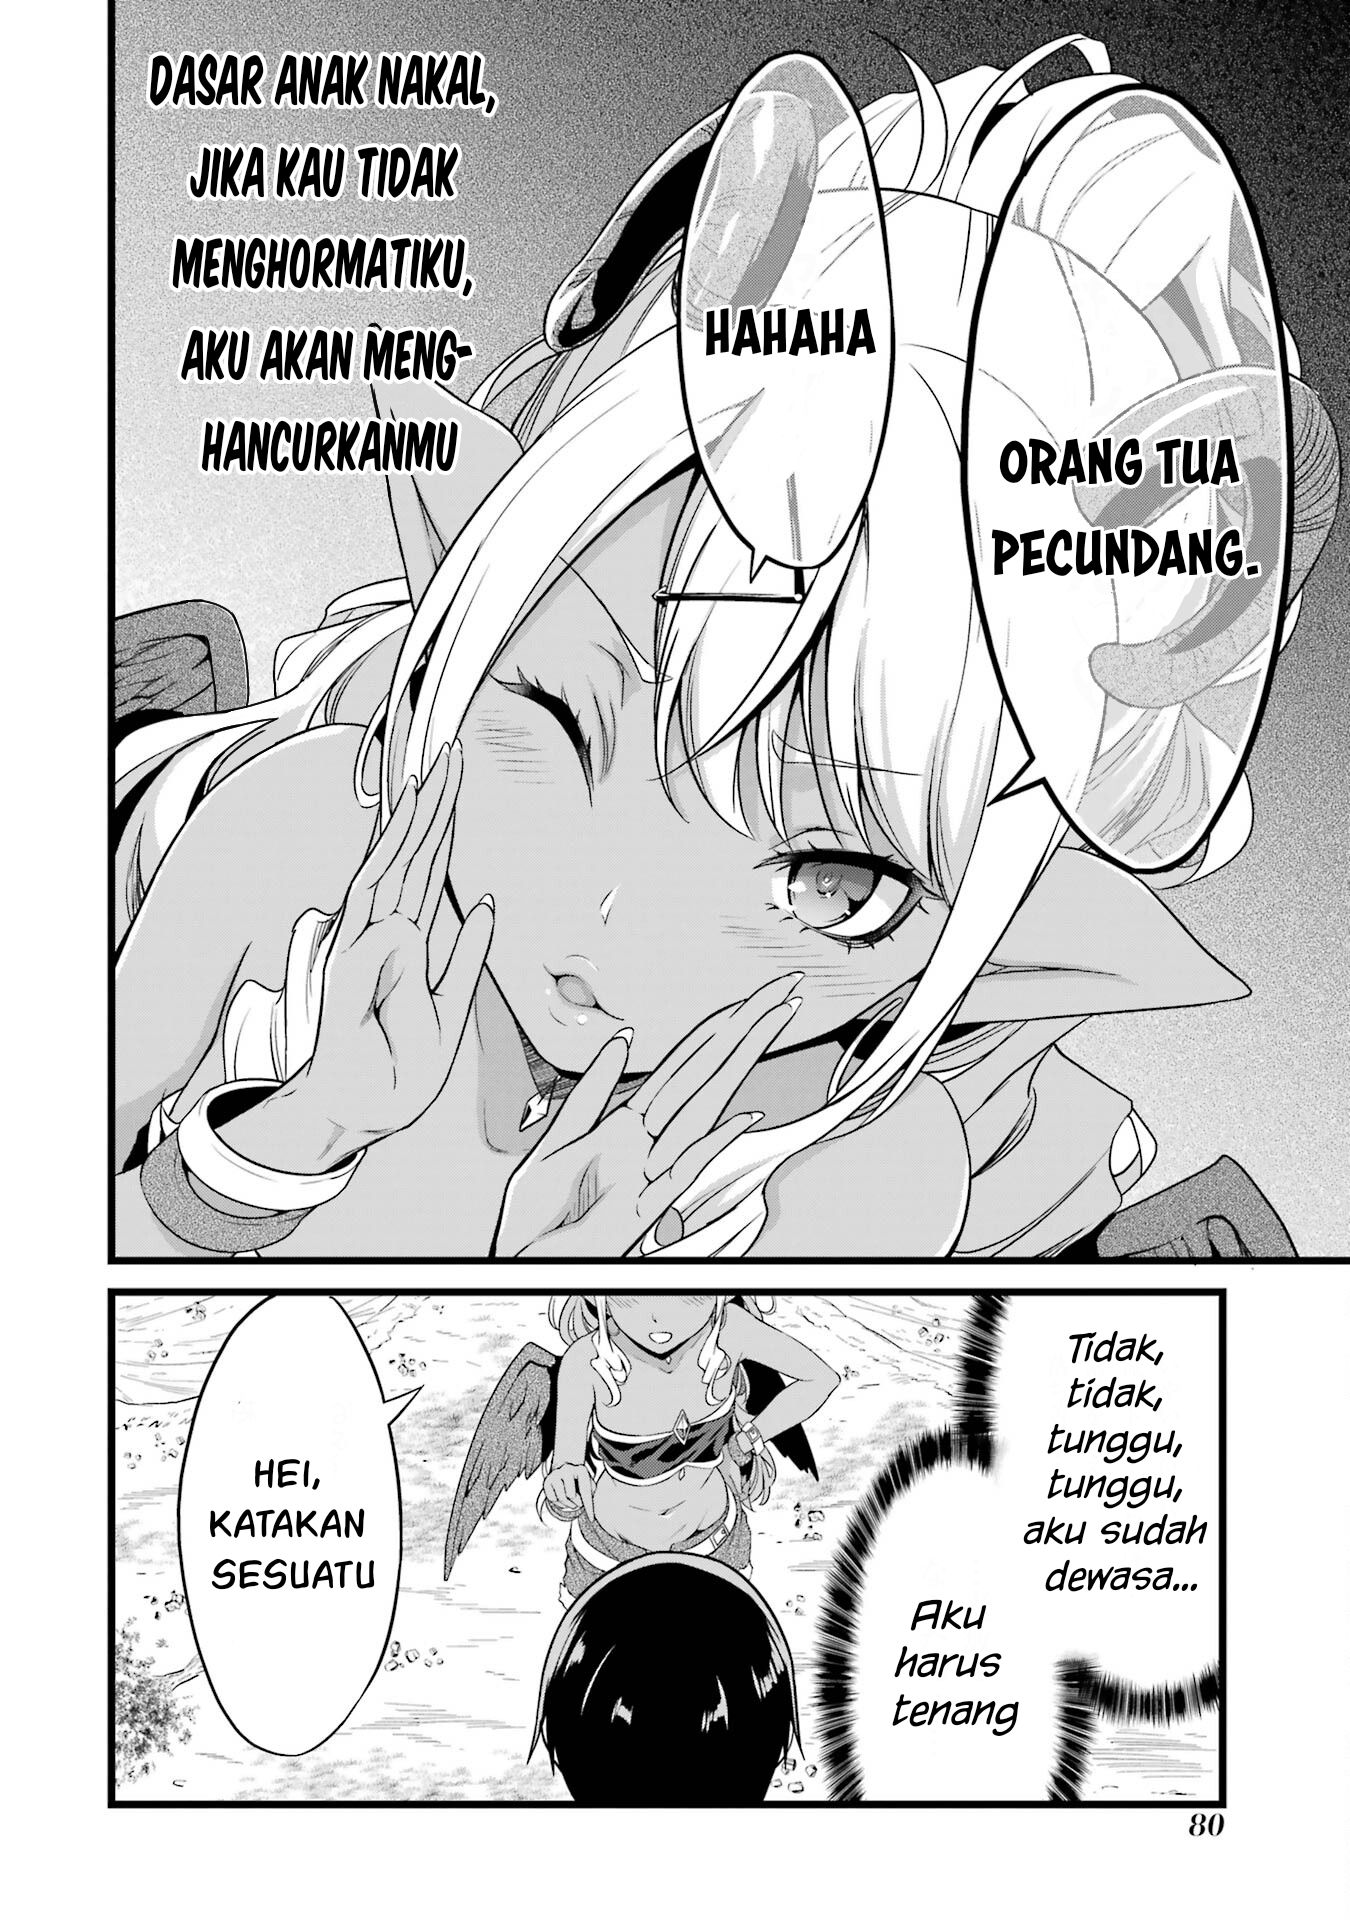 ORANG TUA
PECUNDANG.
HAHAHA
DASAR ANAK NAKAL,
JIKA KAU TIDAK
MENGHORMATIKU,
AKU AKAN MENG-
HANCURKANMU
Tidak,
tidak,
tunggu,
tunggu,
aku sudah
dewasa...
Aku
harus
tenang
HEI,
KATAKAN
SESUATU
80